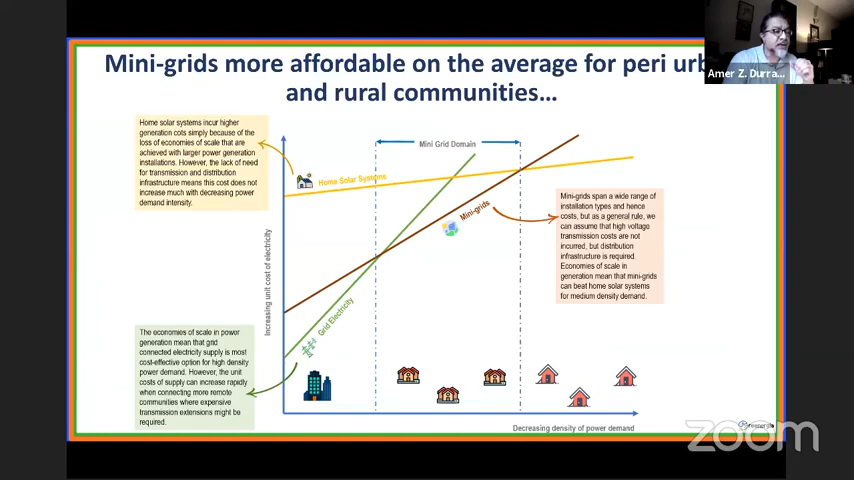 Mini-grids more affordable on the average for peri
and rural communities…
Amer Z. Durra...
Home solar systems incur higher
generation cots simply because of the
loss of economies of scale that are
achieved with larger power generation
installations. However, the lack of need
for transmission and distribution
infrastructure means this cost does not
increase much with decreasing power
demand intensity.
Mini Grid Domain
Home Solar Systems
Mini-grids
Mini-grids span a wide range of
installation types and hence
costs, but as a general rule, we
can assume that high voltage
transmission costs are not
incurred, but distribution
infrastructure is required.
Economies of scale in
generation mean that mini-grids
can beat home solar systems
for medium density demand.
Increasing unit cost of electricity
Grid Electricity
The economies of scale in power
generation mean that grid
connected electricity supply is most
cost-effective option for high density
power demand. However, the unit
costs of supply can increase rapidly
when connecting more remote
communities where expensive
transmission extensions might be
required.
Decreasing density of power demand
zoom